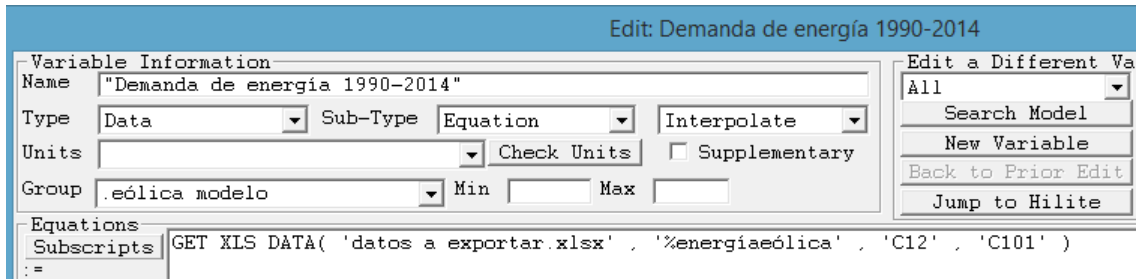 Edit: Demanda de energía 1990-2014
Variable Information
Name "Demanda de energía 1990-2014"
Type Data Sub-Type Equation Interpolate
Units Check Units Supplementary
Group .eólica modelo Min Max
Edit a Different Va
All
Search Model
New Variable
Back to Prior Edit
Jump to Hilite
Equations
Subscripts GET XLS DATA( 'datos a exportar.xlsx' , '%energíaeólica' , 'C12' , 'C101' )
:=